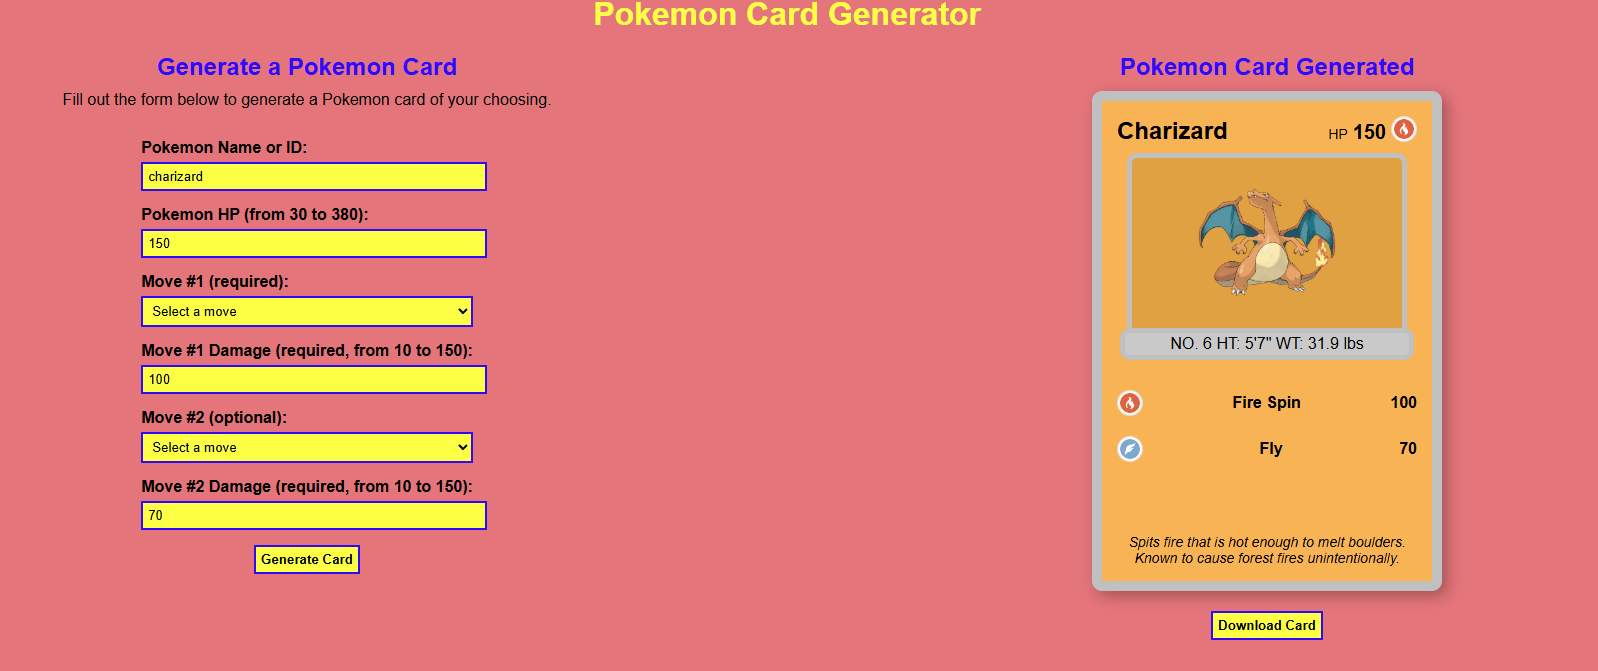 Pokemon Card Generator
Generate a Pokemon Card
Fill out the form below to generate a Pokemon card of your choosing.
Pokemon Name or ID:
charizard
Pokemon HP (from 30 to 380):
150
Move #1 (required):
Select a move
Move #1 Damage (required, from 10 to 150):
100
Move #2 (optional):
Select a move
Move #2 Damage (required, from 10 to 150):
70
Generate Card
Pokemon Card Generated
Charizard HP 150
NO. 6 HT: 5'7" WT: 31.9 lbs
Fire Spin 100
Fly 70
Spits fire that is hot enough to melt boulders.
Known to cause forest fires unintentionally.
Download Card